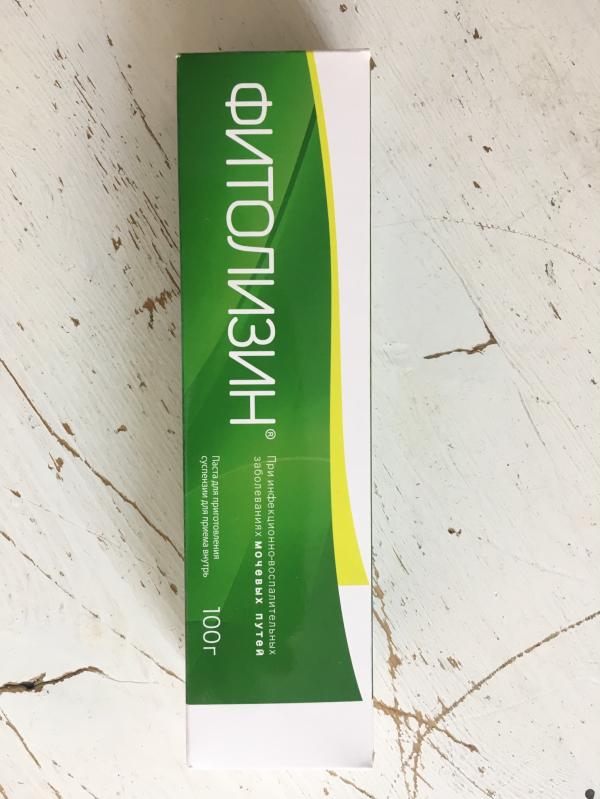 ФИТОЛИЗИН®
При инфекционно-воспалительных
заболеваниях мочевых путей
Паста для приготовления
суспензии для приема внутрь
100г